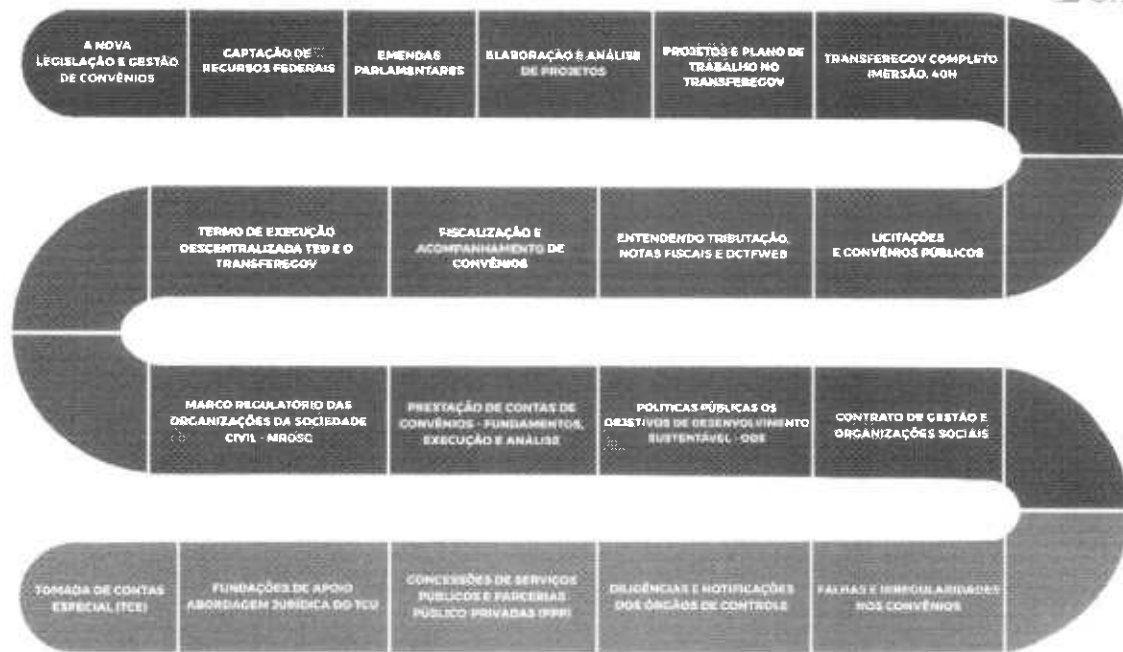 A NOVA
LEGISLAÇÃO E GESTÃO
DE CONVÊNIOS
CAPTAÇÃO DE
RECURSOS FEDERAIS
EMENDAS
PARLAMENTARES
ELABORAÇÃO E ANÁLISE
DE PROJETOS
PROJETOS E PLANO DE
TRABALHO NO
TRANSFEREGOV
TRANSFEREGOV COMPLETO
IMERSÃO, 40H
TERMO DE EXECUÇÃO
DESCENTRALIZADA TED E O
TRANSFEREGOV
FISCALIZAÇÃO E
ACOMPANHAMENTO DE
CONVÊNIOS
ENTENDENDO TRIBUTAÇÃO,
NOTAS FISCAIS E DCTFWEB
LICITAÇÕES
E CONVÊNIOS PÚBLICOS
MARCO REGULATÓRIO DAS
ORGANIZAÇÕES DA SOCIEDADE
CIVIL - MROSC
PRESTAÇÃO DE CONTAS DE
CONVÊNIOS - FUNDAMENTOS,
EXECUÇÃO E ANÁLISE
POLÍTICAS PÚBLICAS OS
OBJETIVOS DE DESENVOLVIMENTO
SUSTENTÁVEL - ODS
CONTRATO DE GESTÃO E
ORGANIZAÇÕES SOCIAIS
TOMADA DE CONTAS
ESPECIAL (TCE)
FUNDAÇÕES DE APOIO
ABORDAGEM JURÍDICA DO TCU
CONCESSÕES DE SERVIÇOS
PÚBLICOS E PARCERIAS
PÚBLICO PRIVADAS (PPP)
DILIGÊNCIAS E NOTIFICAÇÕES
DOS ÓRGÃOS DE CONTROLE
FALHAS E IRREGULARIDADES
NOS CONVÊNIOS